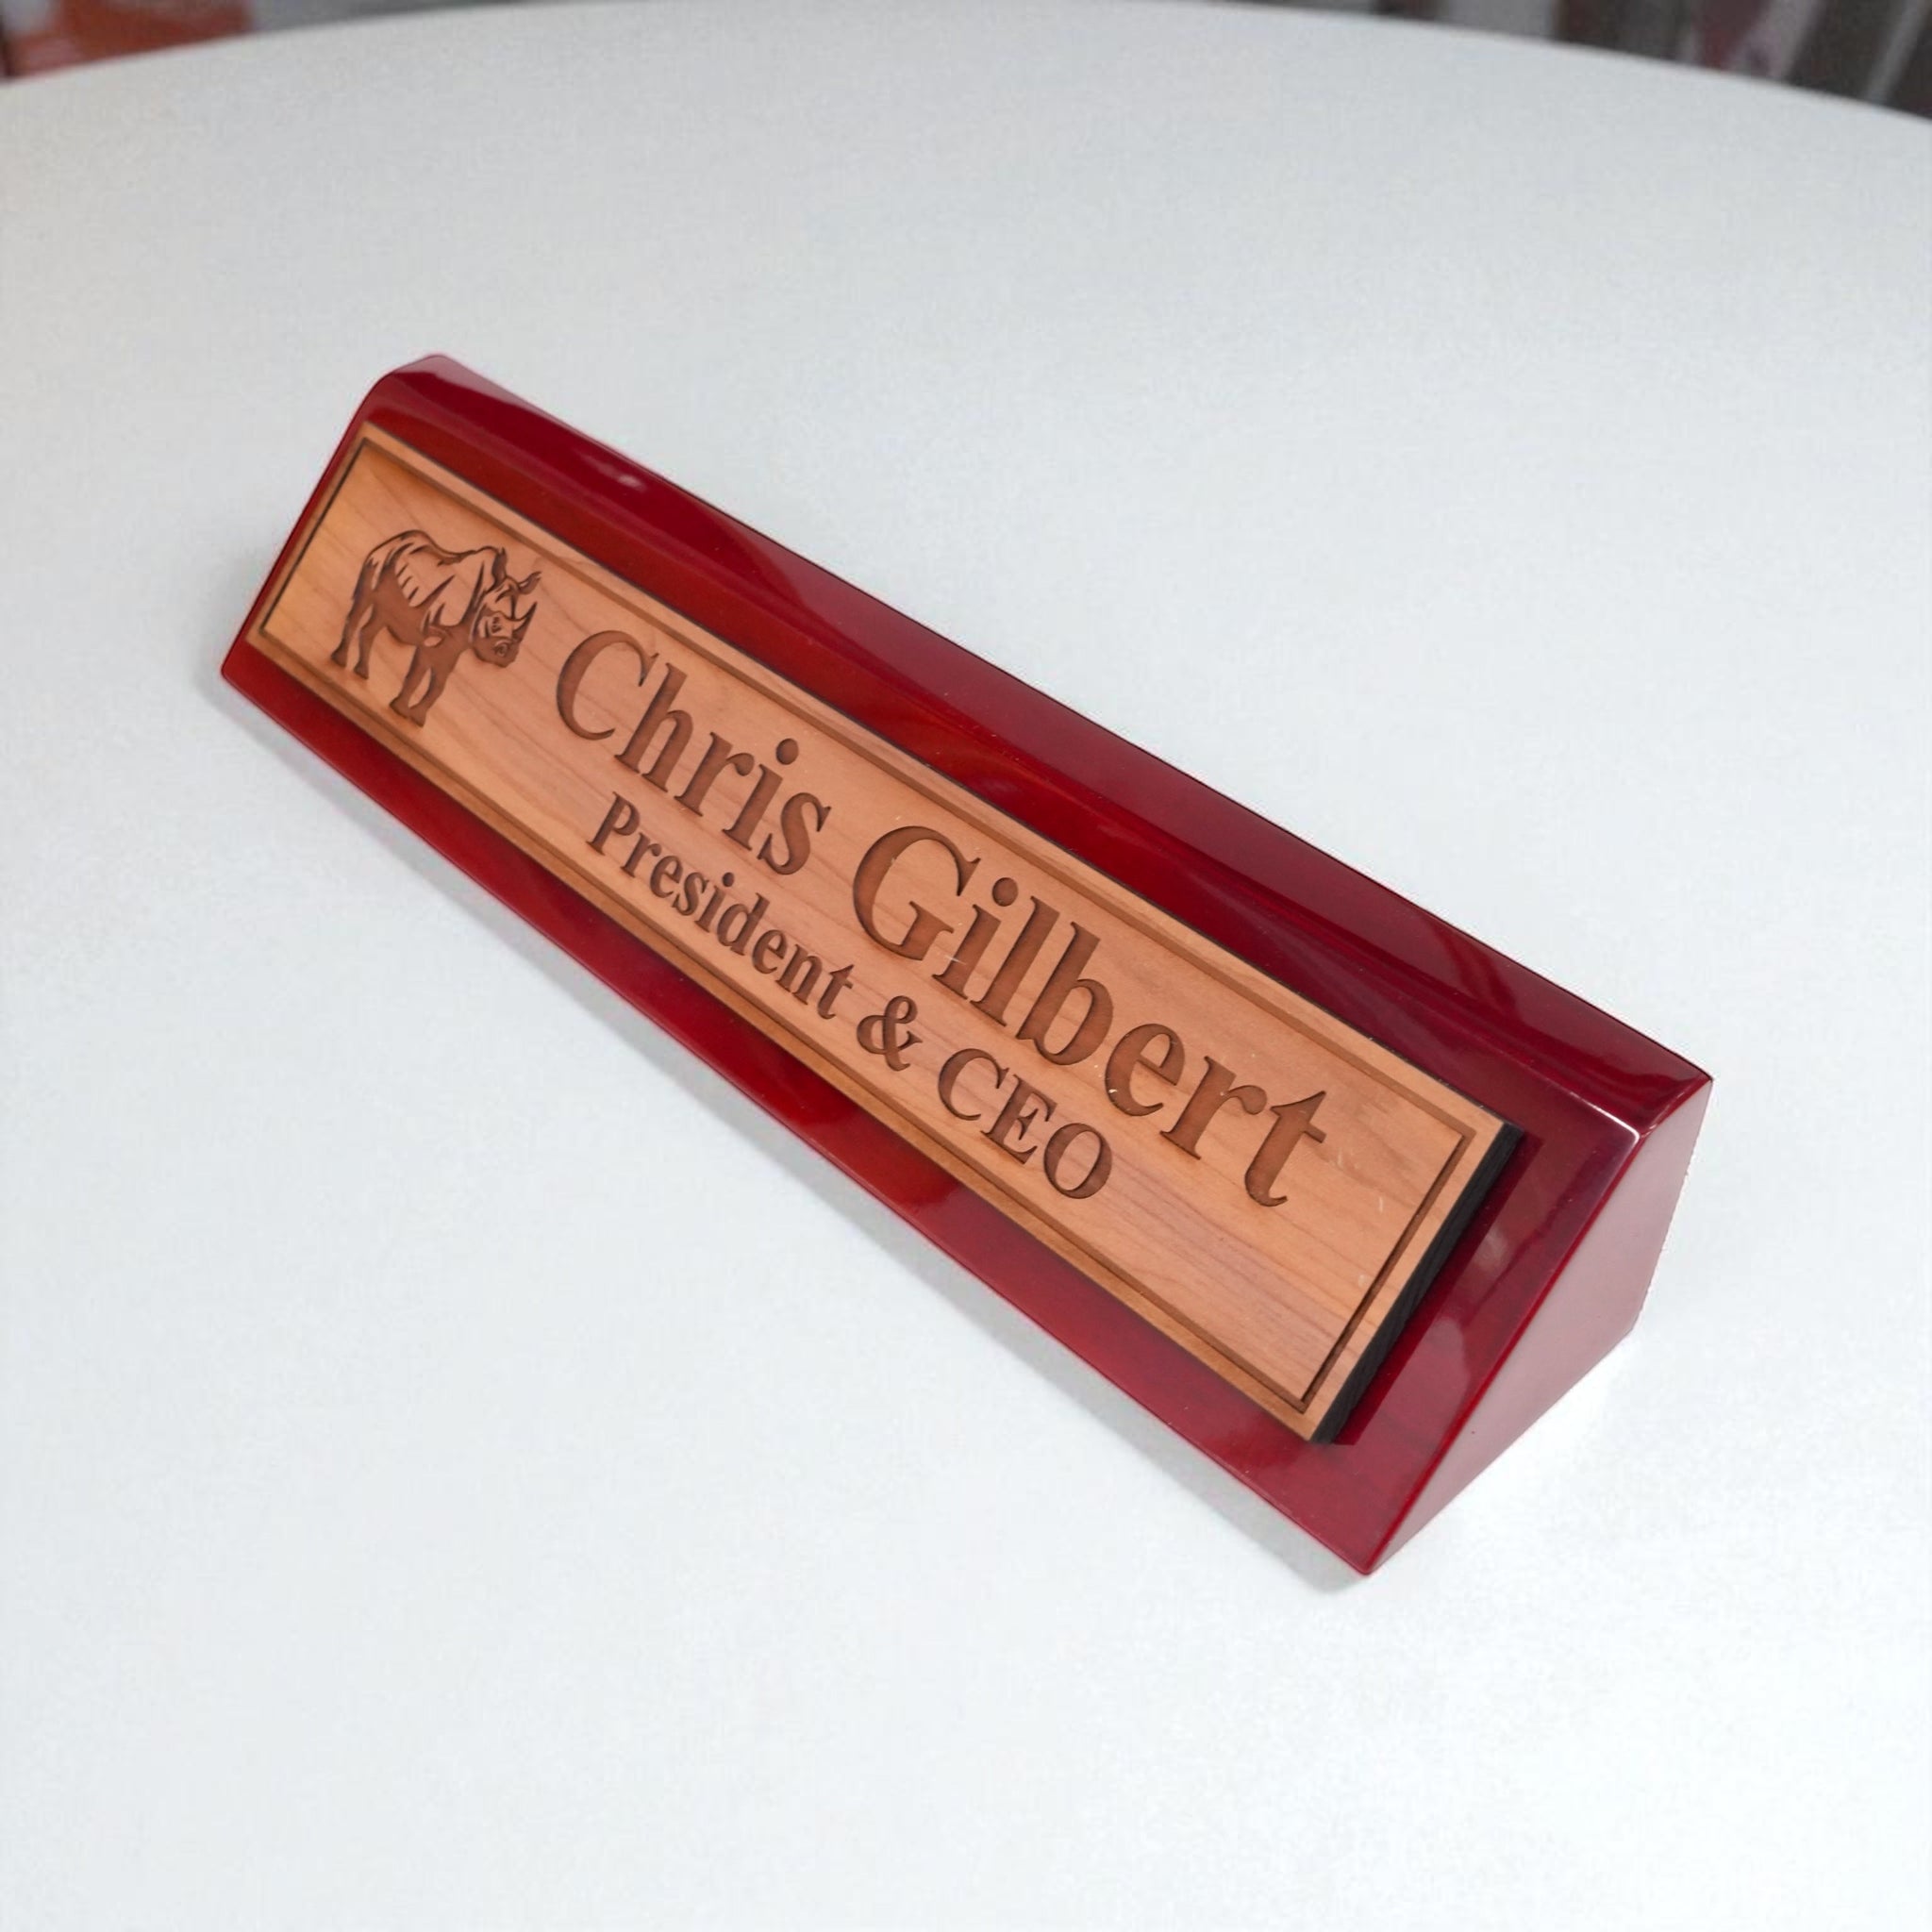 Chris Gilbert
President & CEO